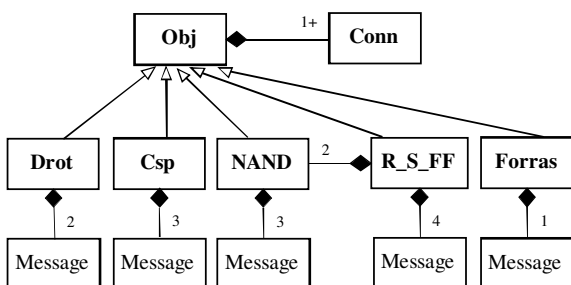 1+
Obj Conn
2
Drot Csp NAND R_S_FF Forras
2 3 3 4 1
Message Message Message Message Message